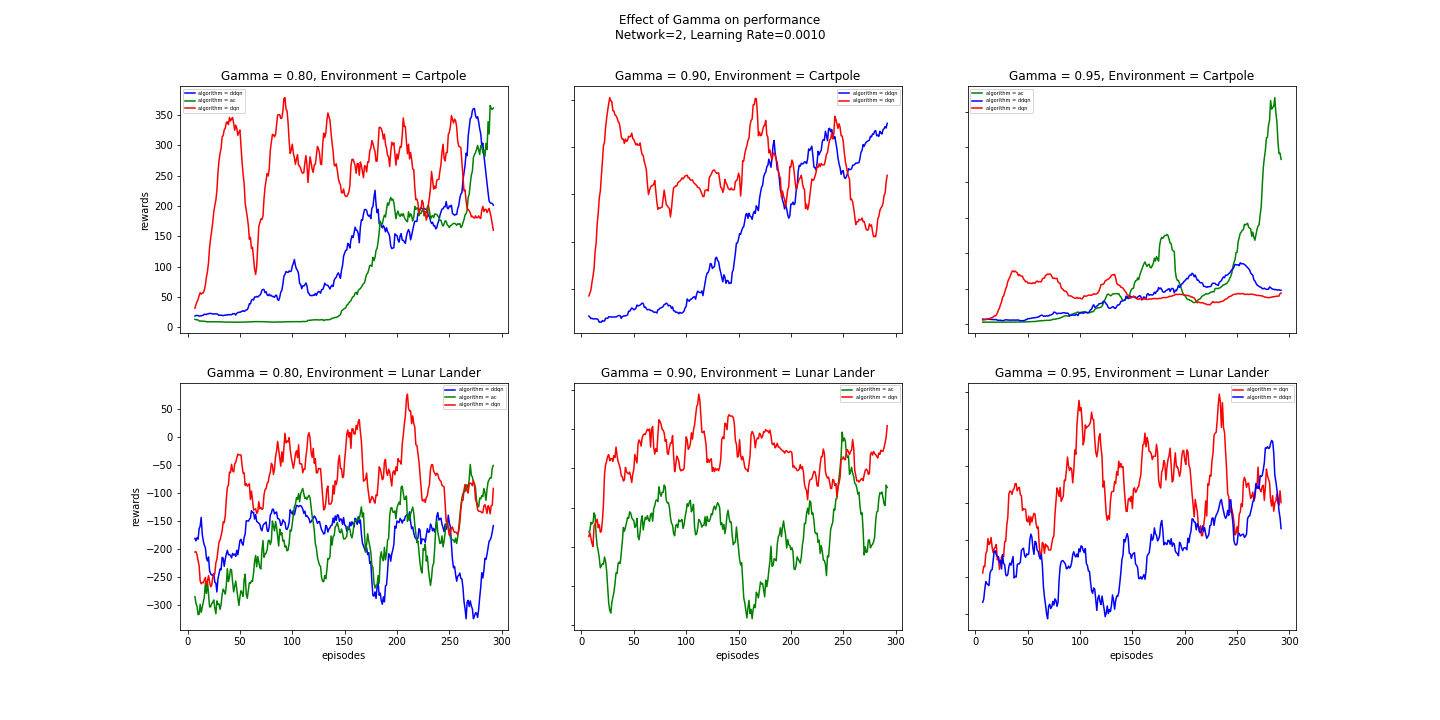 Effect of Gamma on performance
Network=2, Learning Rate=0.0010
Gamma = 0.80, Environment = Cartpole
algorithm = ddqn
algorithm = ac
algorithm = dqn
350
300
250
200
150
100
50
0
rewards
Gamma = 0.90, Environment = Cartpole
algorithm = ddqn
algorithm = dqn
Gamma = 0.95, Environment = Cartpole
algorithm = ac
algorithm = ddqn
algorithm = dqn
Gamma = 0.80, Environment = Lunar Lander
algorithm = ddqn
algorithm = ac
algorithm = dqn
50
0
−50
−100
−150
−200
−250
−300
rewards
0 50 100 150 200 250 300
episodes
Gamma = 0.90, Environment = Lunar Lander
algorithm = ac
algorithm = dqn
0 50 100 150 200 250 300
episodes
Gamma = 0.95, Environment = Lunar Lander
algorithm = dqn
algorithm = ddqn
0 50 100 150 200 250 300
episodes